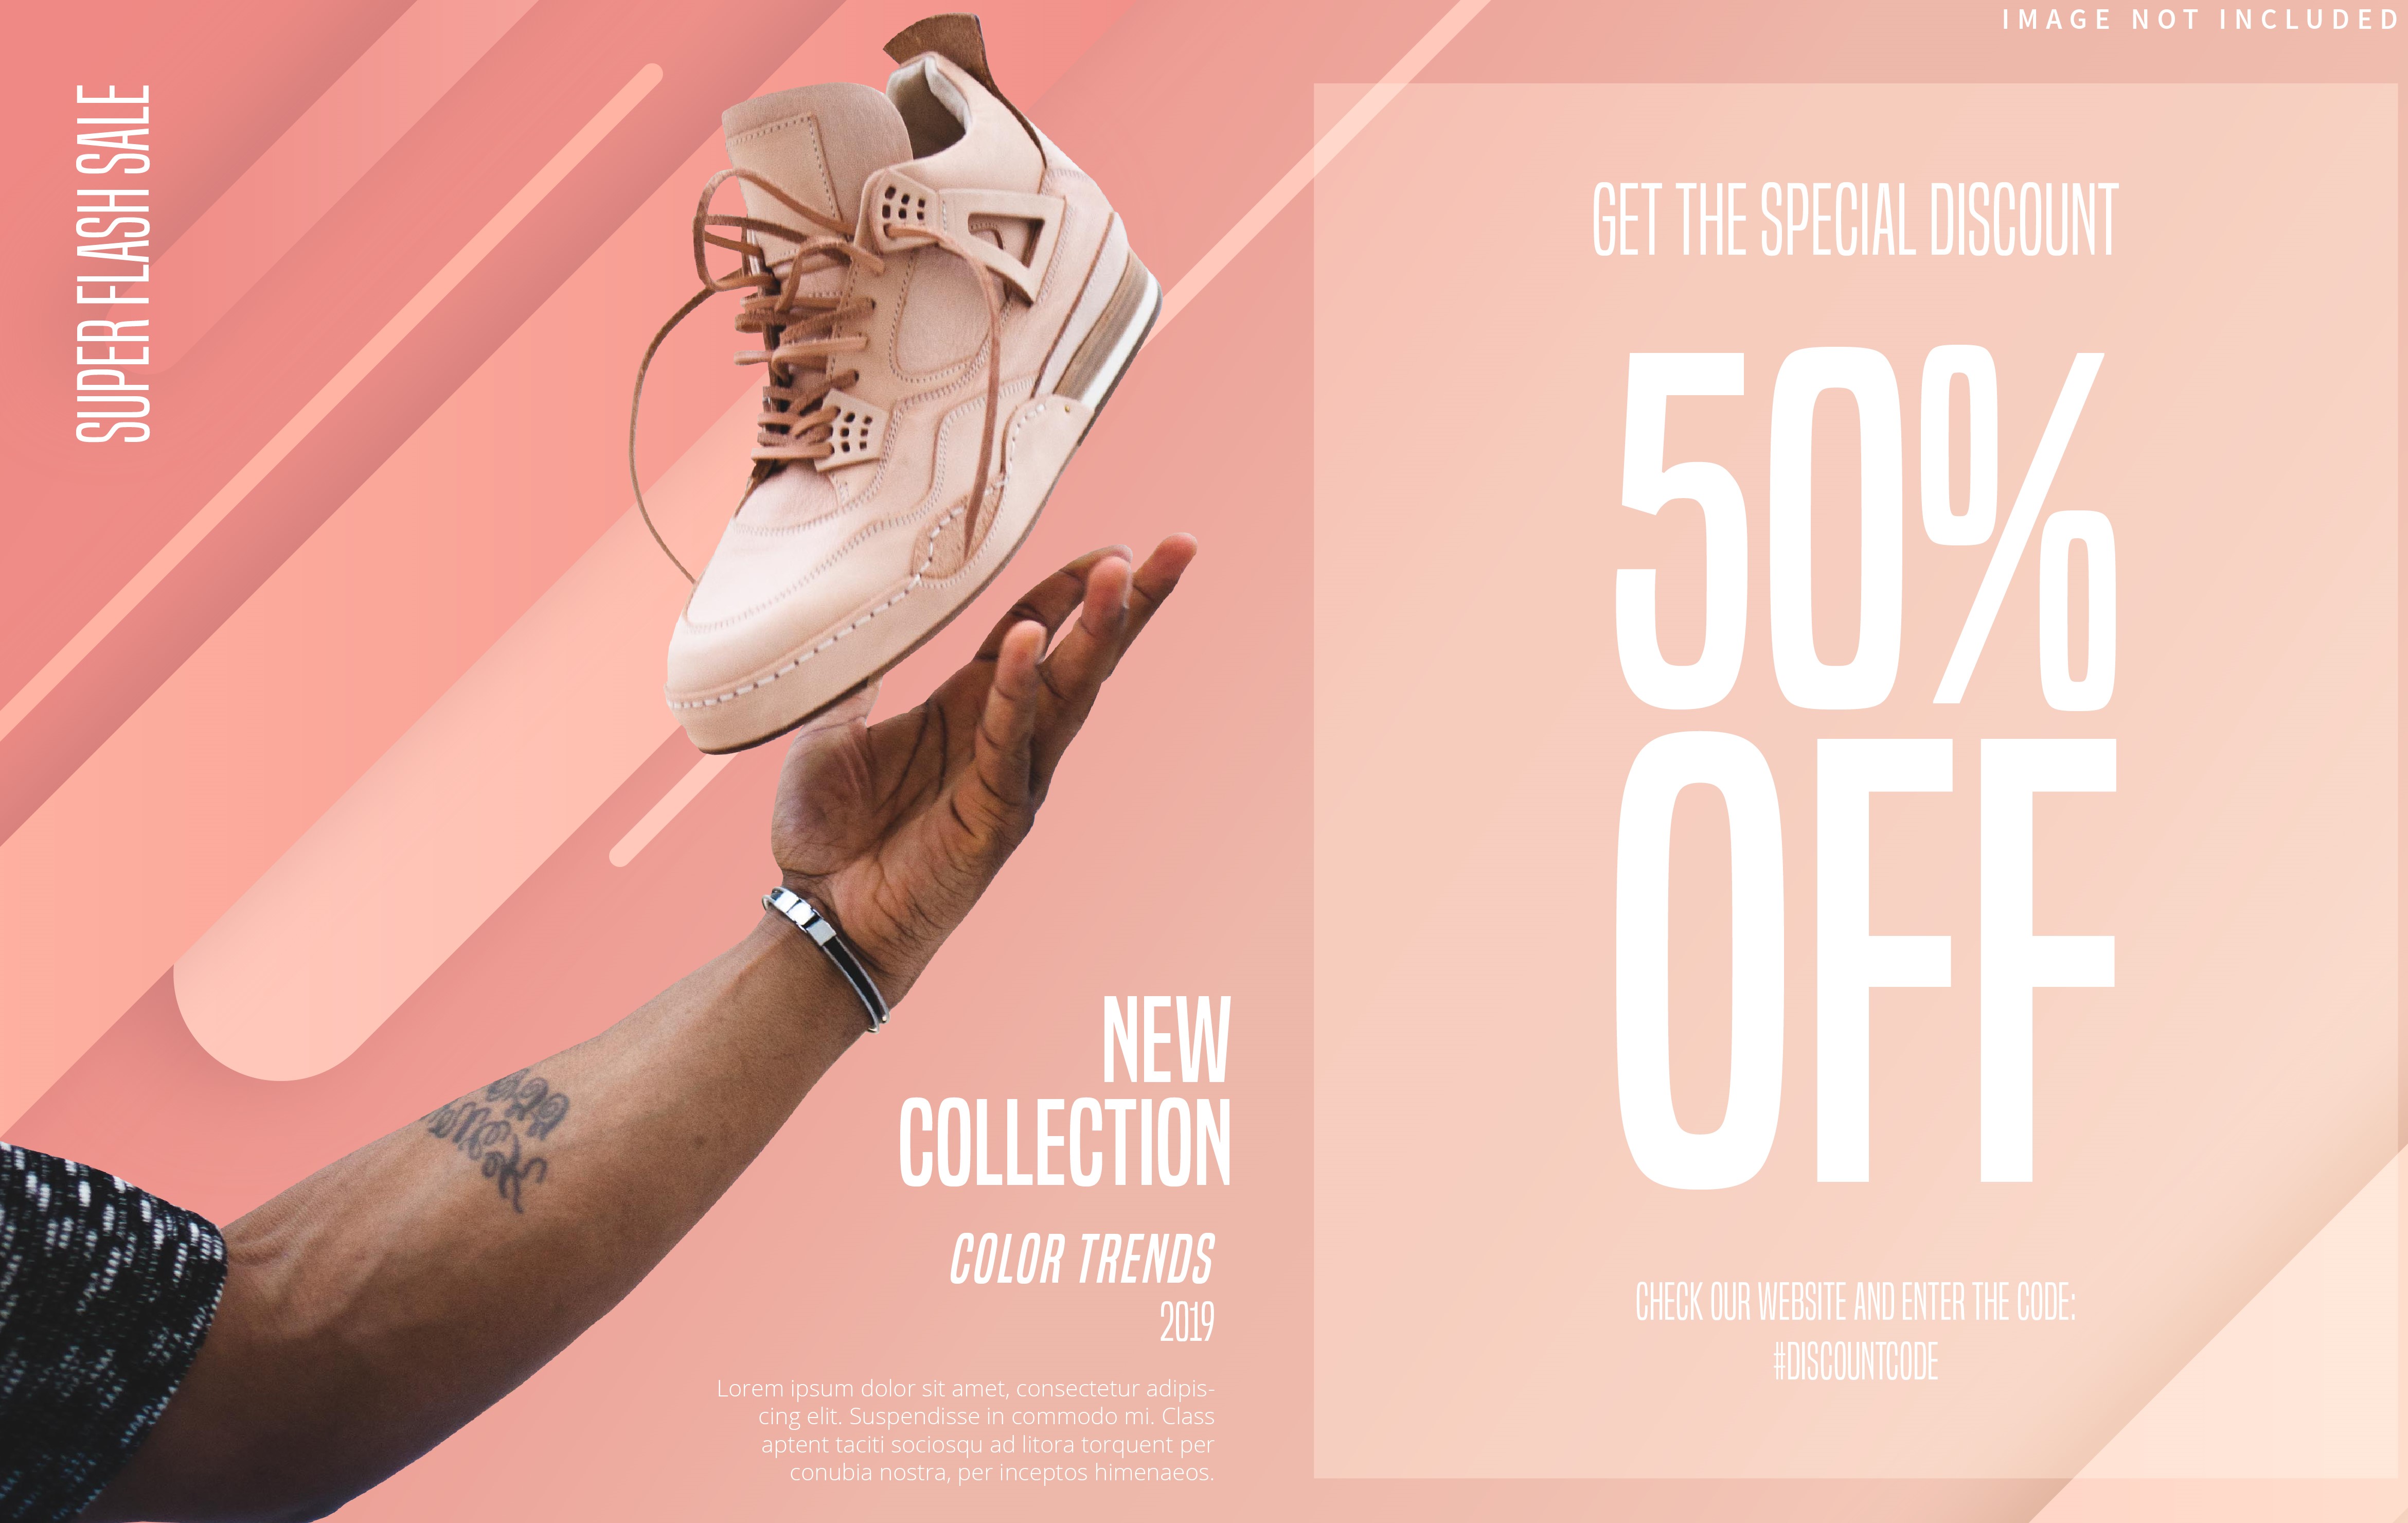 IMAGE NOT INCLUDED
SUPER FLASH SALE
GET THE SPECIAL DISCOUNT
50%
OFF
CHECK OUR WEBSITE AND ENTER THE CODE:
#DISCOUNTCODE
NEW
COLLECTION
COLOR TRENDS
2019
Lorem ipsum dolor sit amet, consectetur adipis-
cing elit. Suspendisse in commodo mi. Class
aptent taciti sociosqu ad litora torquent per
conubia nostra, per inceptos himenaeos.